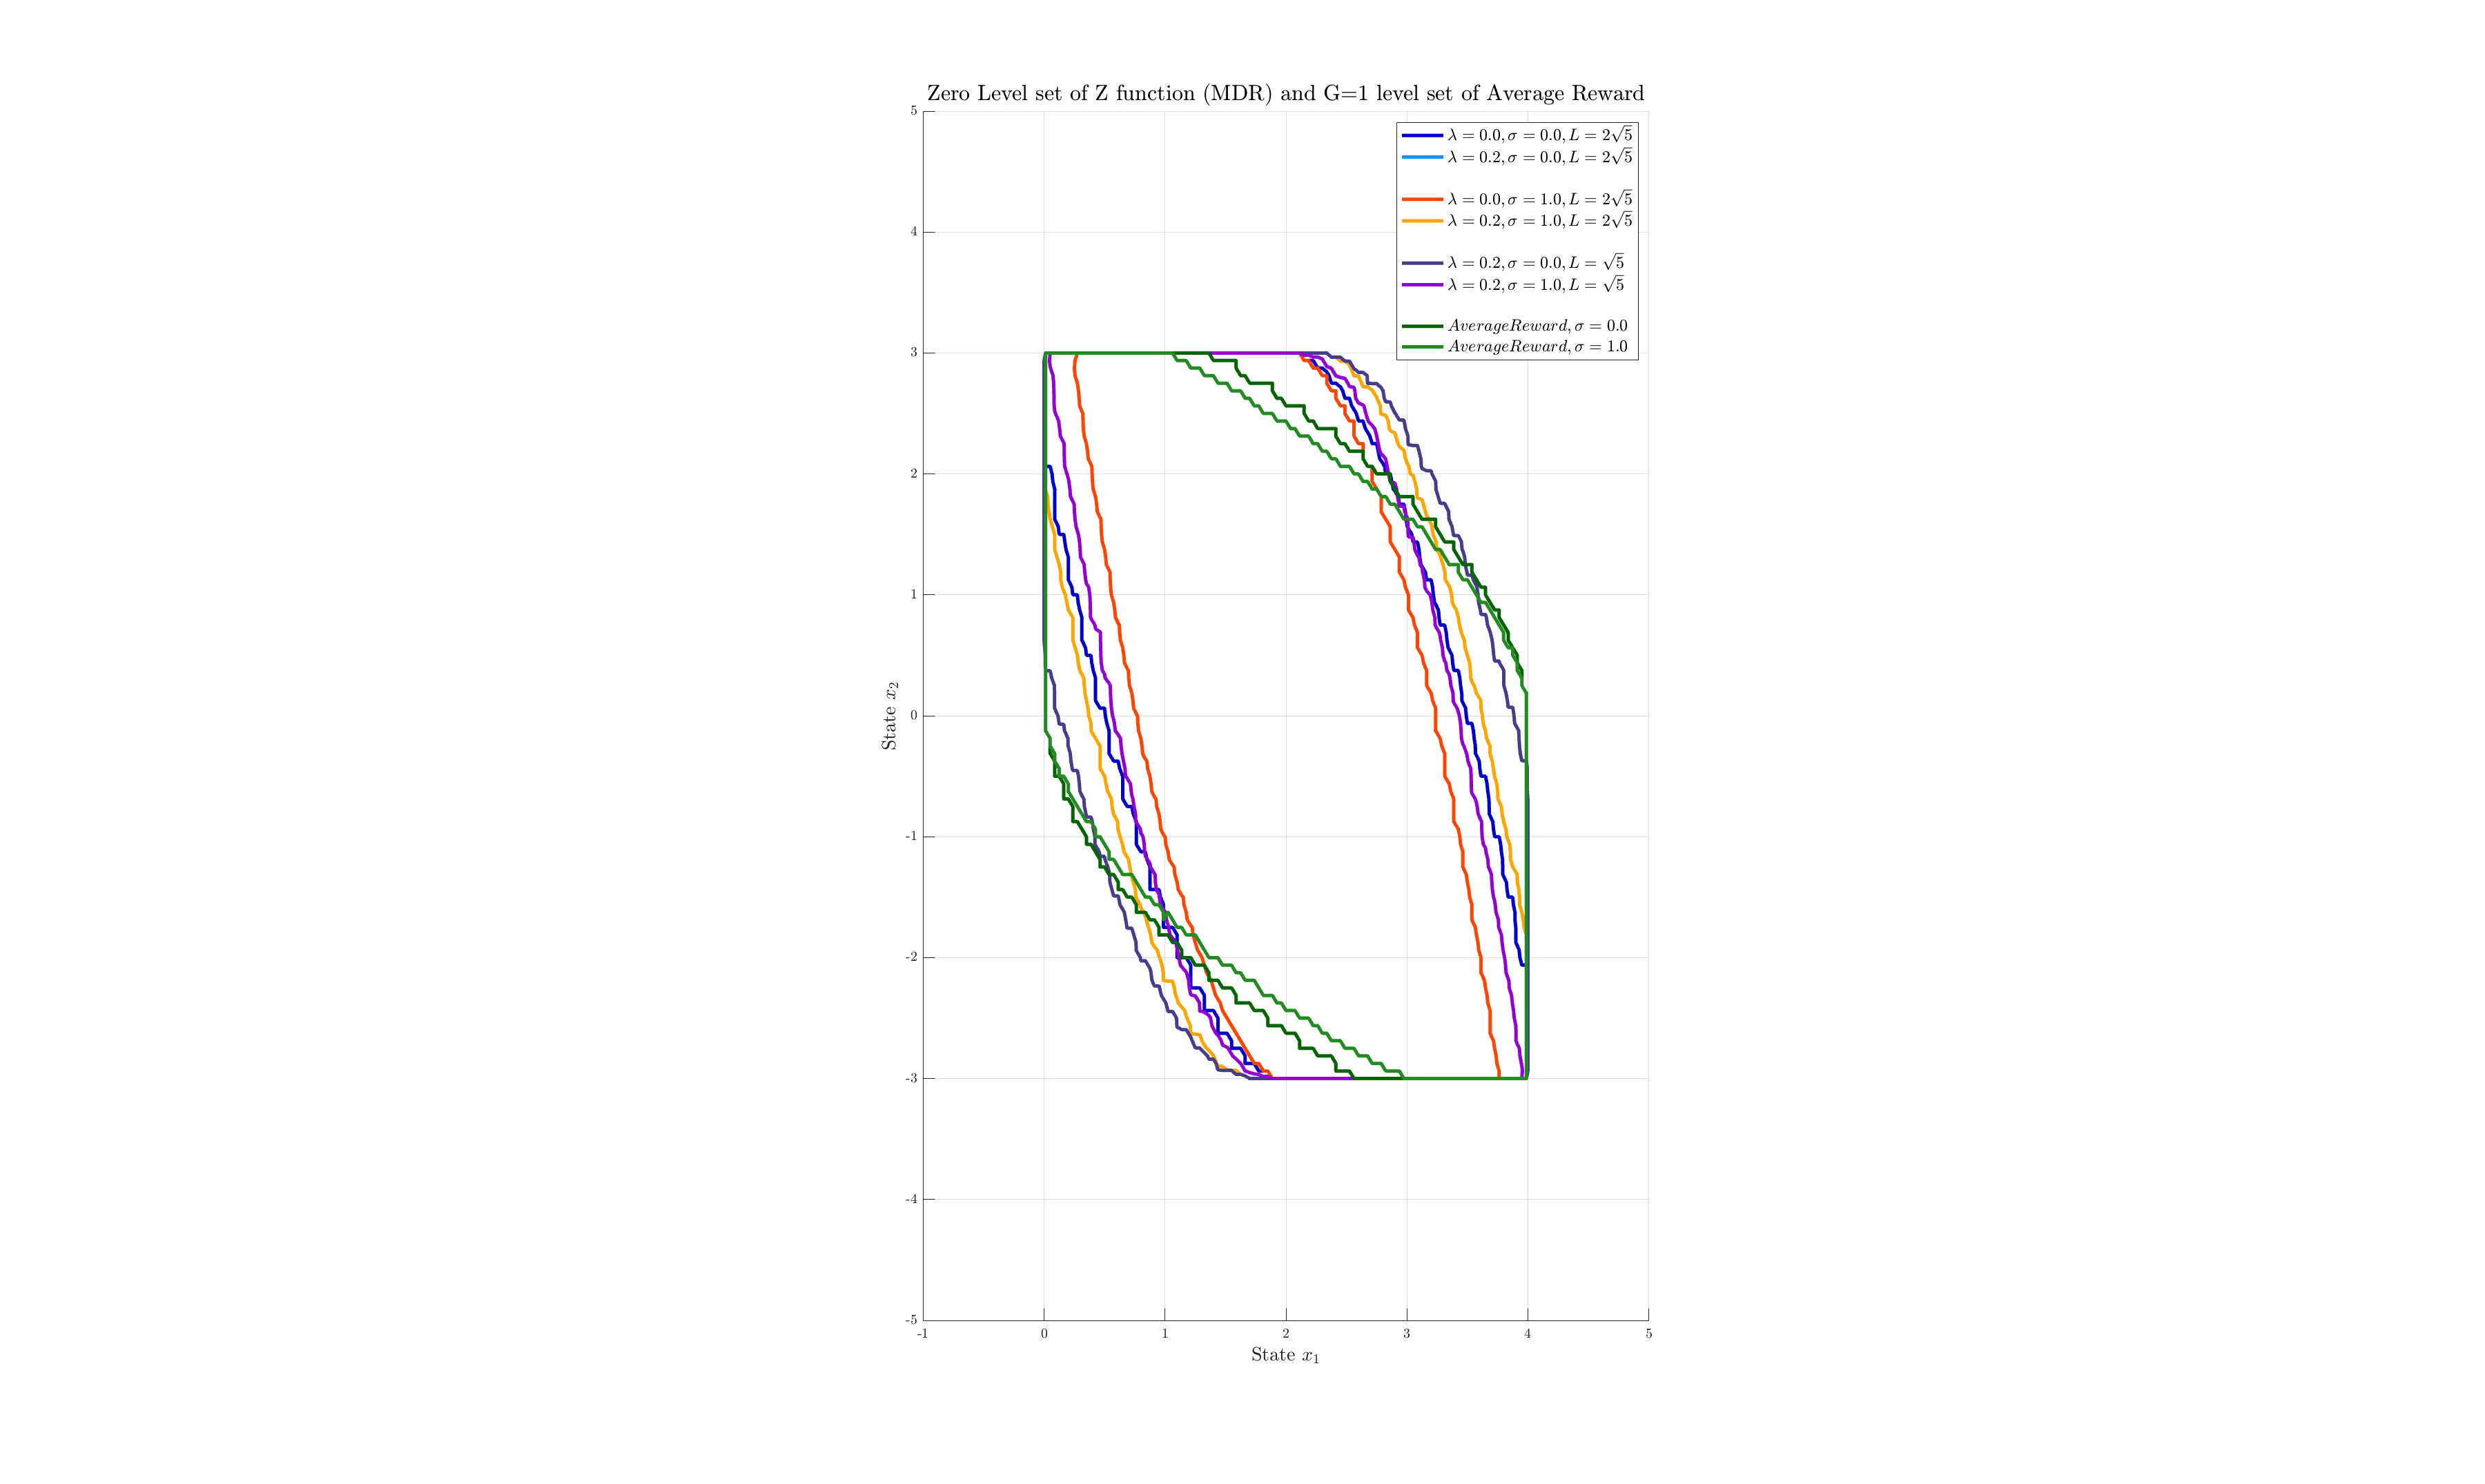 Zero Level set of Z function (MDR) and G=1 level set of Average Reward
5
4
3
2
1
0
-1
-2
-3
-4
-5
-1 0 1 2 3 4 5
State x₂
State x₁
λ = 0.0, σ = 0.0, L = 2√5
λ = 0.2, σ = 0.0, L = 2√5
λ = 0.0, σ = 1.0, L = 2√5
λ = 0.2, σ = 1.0, L = 2√5
λ = 0.2, σ = 0.0, L = √5
λ = 0.2, σ = 1.0, L = √5
AverageReward, σ = 0.0
AverageReward, σ = 1.0